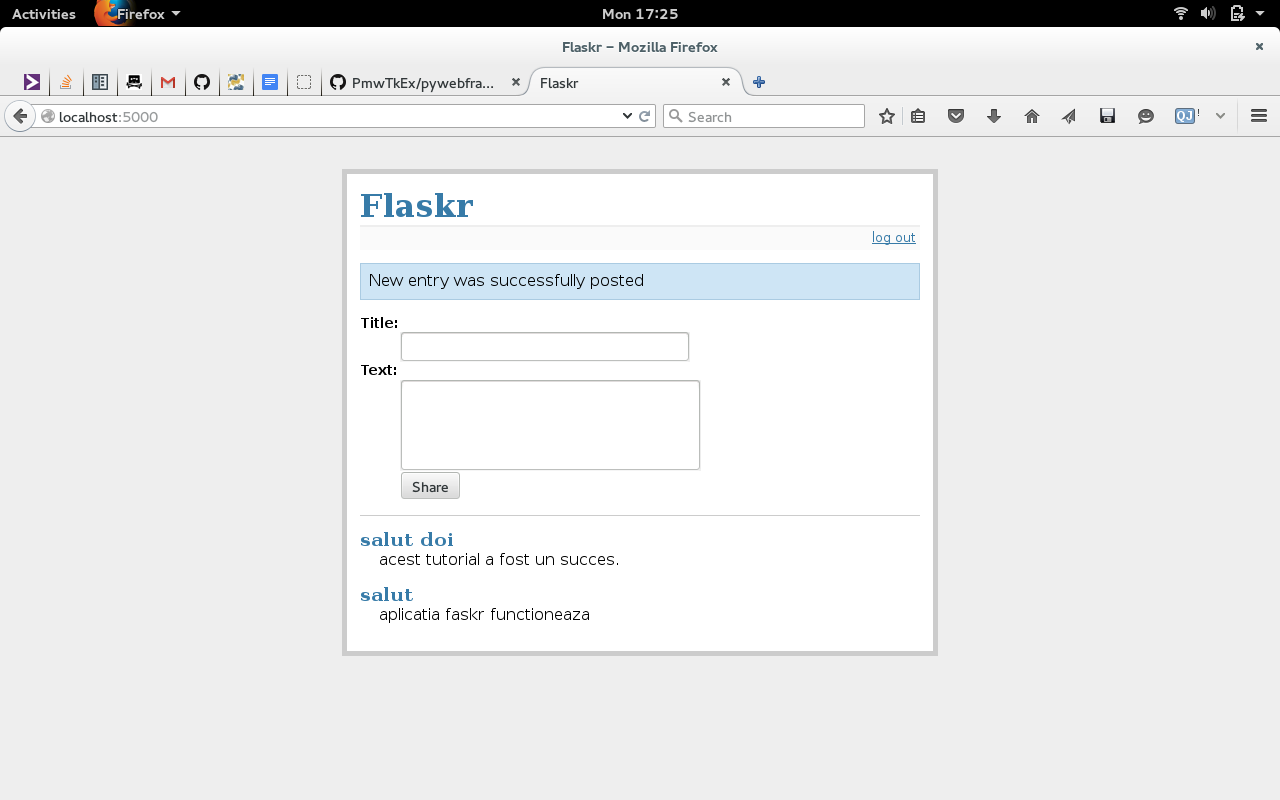 Activities Firefox Mon 17:25
Flaskr – Mozilla Firefox
PmwTkEx/pywebfra... Flaskr
localhost:5000 Search QJ !
Flaskr
log out
New entry was successfully posted
Title:
Text:
Share
salut doi
acest tutorial a fost un succes.
salut
aplicatia faskr functioneaza